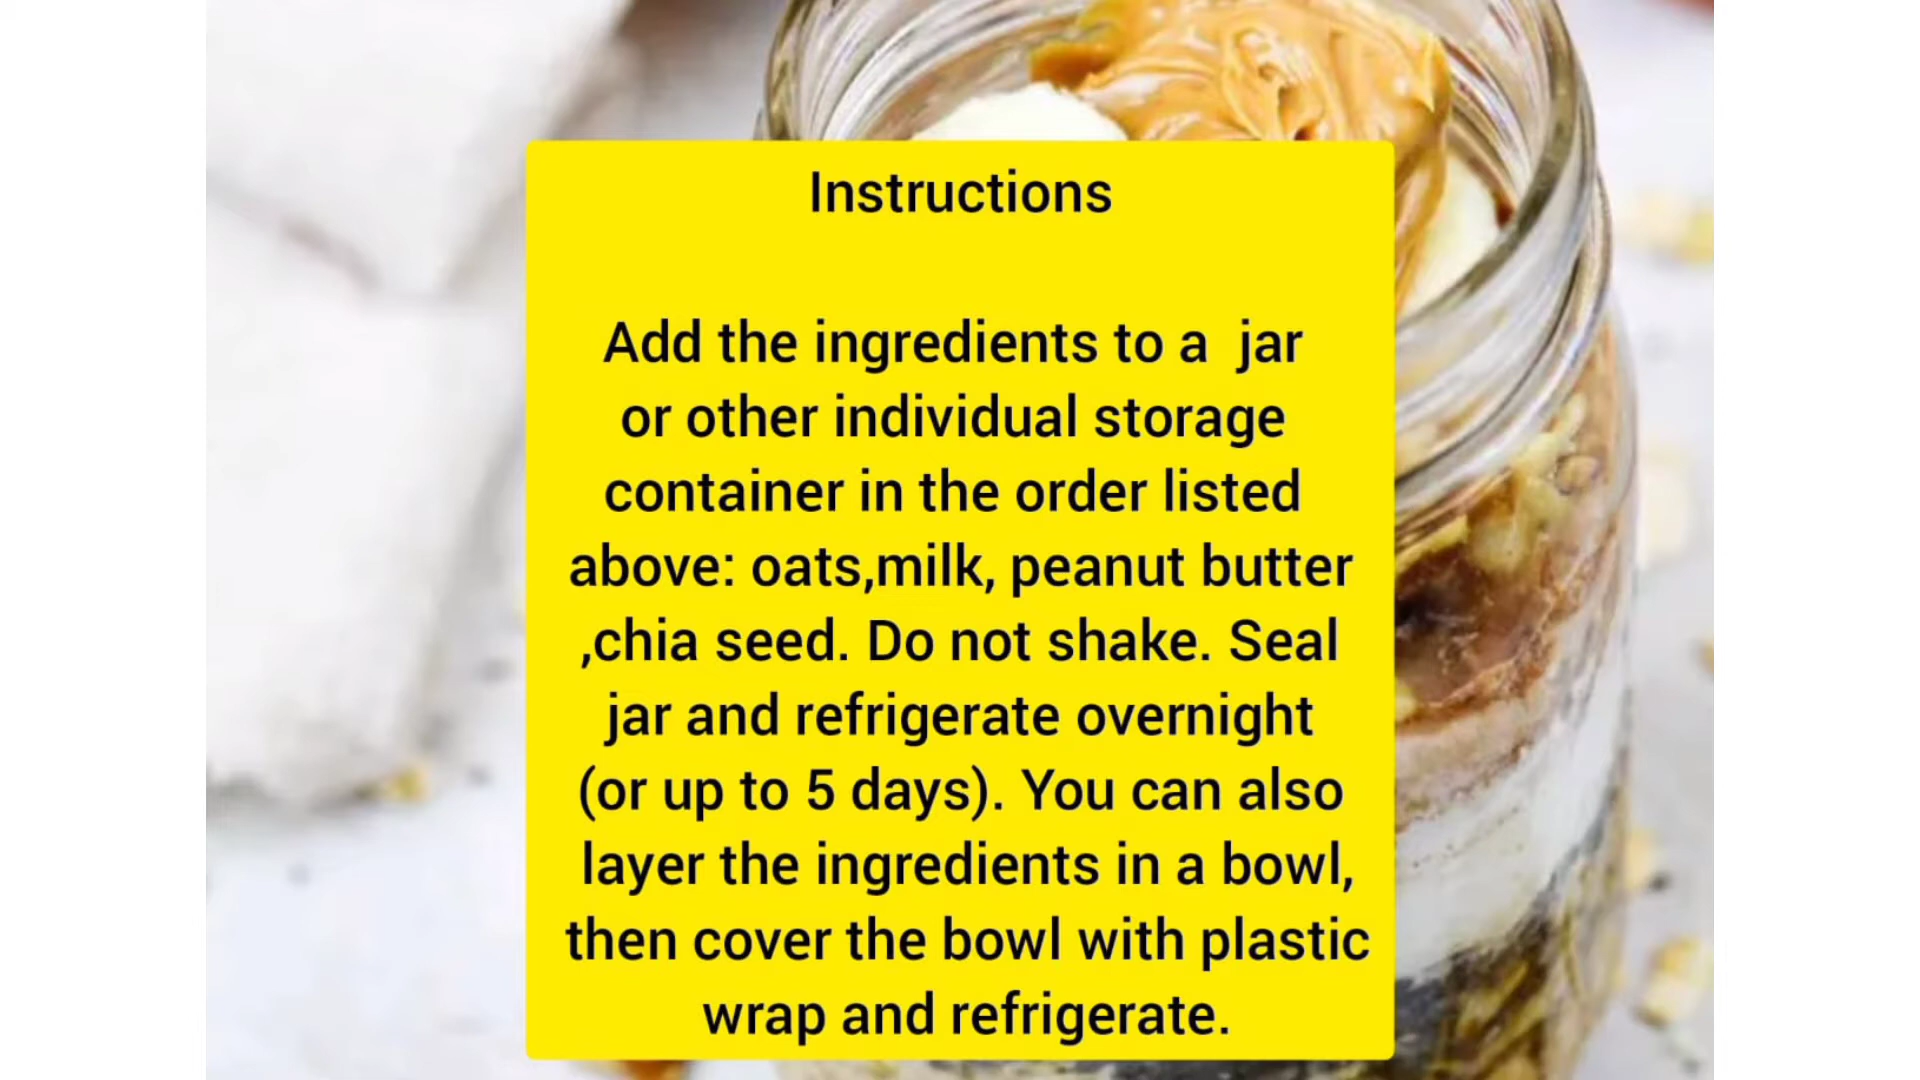 Instructions
Add the ingredients to a  jar
or other individual storage
container in the order listed
above: oats,milk, peanut butter
,chia seed. Do not shake. Seal
jar and refrigerate overnight
(or up to 5 days). You can also
layer the ingredients in a bowl,
then cover the bowl with plastic
wrap and refrigerate.